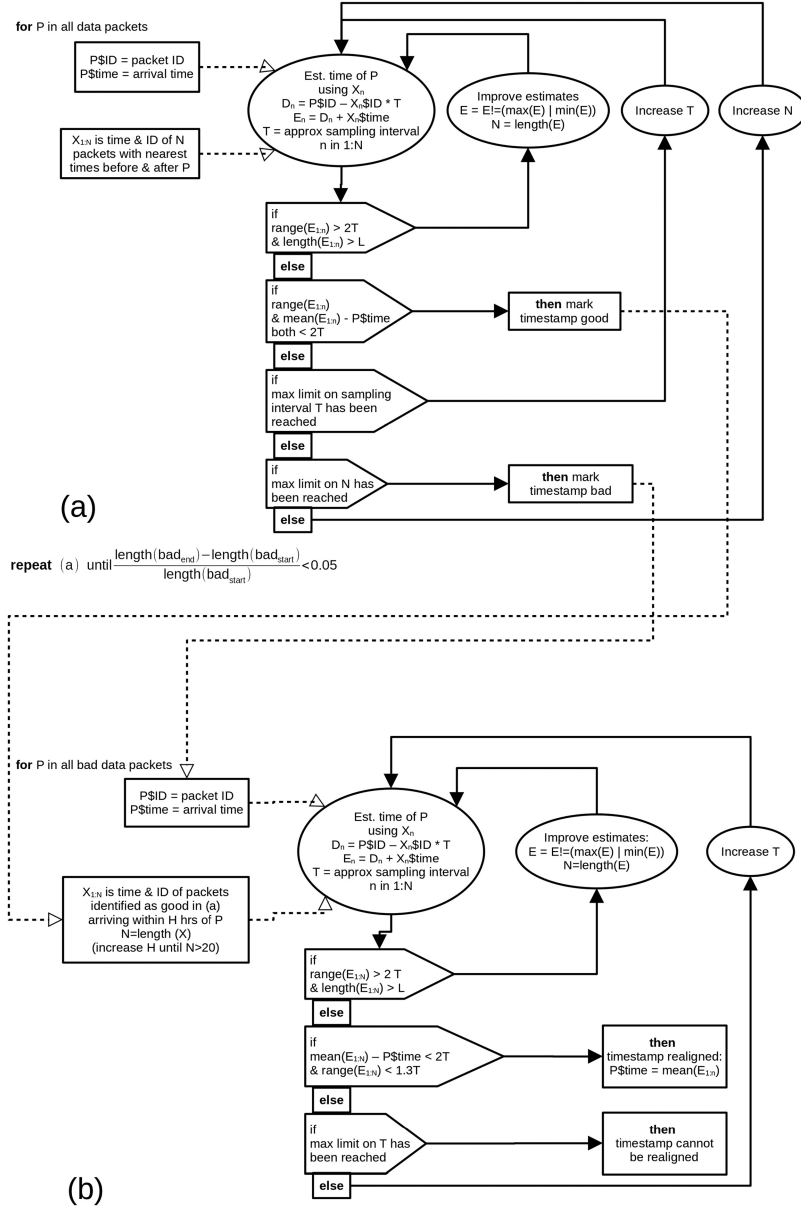 for P in all data packets
P$ID = packet ID
P$time = arrival time
X1:N is time & ID of N
packets with nearest
times before & after P
Est. time of P
using Xn
Dn = P$ID – Xn$ID * T
En = Dn + Xn$time
T = approx sampling interval
n in 1:N
Improve estimates
E = E!=(max(E) | min(E))
N = length(E)
Increase T
Increase N
if
range(E1:n) > 2T
& length(E1:n) > L
else
if
range(E1:n)
& mean(E1:n) - P$time
both < 2T
then mark
timestamp good
else
if
max limit on sampling
interval T has been
reached
else
if
max limit on N has
been reached
then mark
timestamp bad
else
(a)
repeat (a) until length(badend)−length(badstart)
length(badstart)
<0.05
for P in all bad data packets
P$ID = packet ID
P$time = arrival time
X1:N is time & ID of packets
identified as good in (a)
arriving within H hrs of P
N=length (X)
(increase H until N>20)
Est. time of P
using Xn
Dn = P$ID – Xn$ID * T
En = Dn + Xn$time
T = approx sampling interval
n in 1:N
Improve estimates:
E = E!=(max(E) | min(E))
N=length(E)
Increase T
if
range(E1:N) > 2 T
& length(E1:N) > L
else
if
mean(E1:N) – P$time < 2T
& range(E1:N) < 1.3T
then
timestamp realigned:
P$time = mean(E1:n)
else
if
max limit on T has
been reached
then
timestamp cannot
be realigned
else
(b)